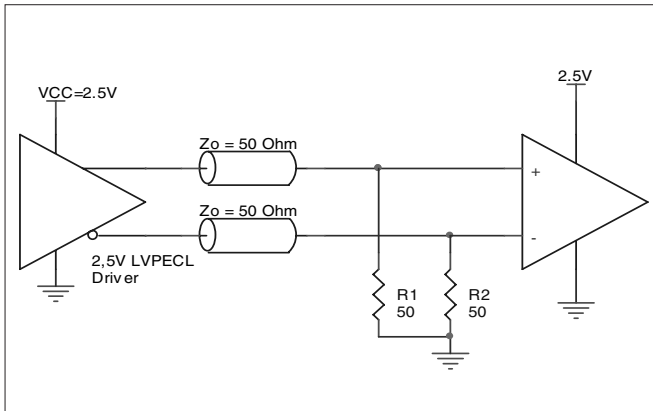 2.5V
VCC=2.5V
Zo = 50 Ohm
+
Zo = 50 Ohm
-
2,5V LVPECL
Driver
R1
50
R2
50